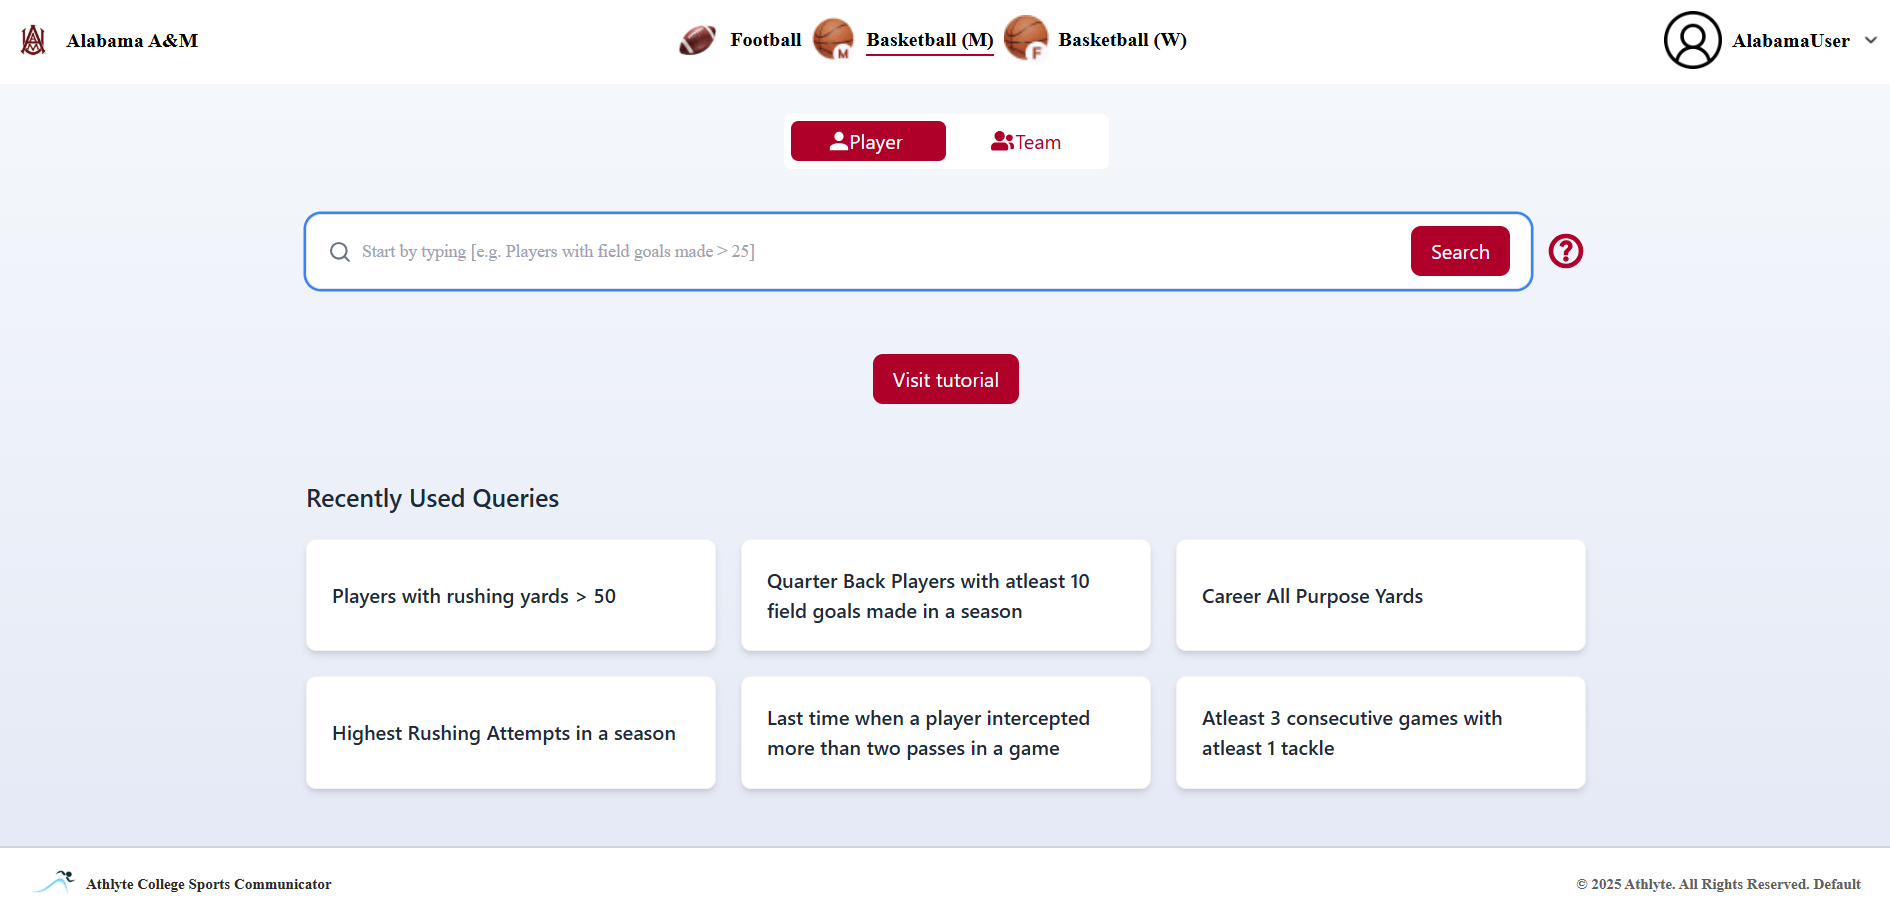 Alabama A&M
Football
M
Basketball (M)
F
Basketball (W)
AlabamaUser
Player
Team
Start by typing [e.g. Players with field goals made > 25]
Search
?
Visit tutorial
Recently Used Queries
Players with rushing yards > 50
Quarter Back Players with atleast 10
field goals made in a season
Career All Purpose Yards
Highest Rushing Attempts in a season
Last time when a player intercepted
more than two passes in a game
Atleast 3 consecutive games with
atleast 1 tackle
Athlyte College Sports Communicator
© 2025 Athlyte. All Rights Reserved. Default